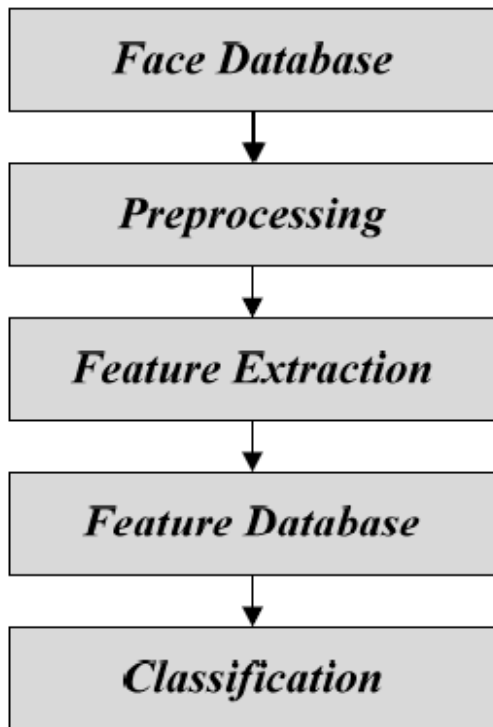 Face Database
Preprocessing
Feature Extraction
Feature Database
Classification